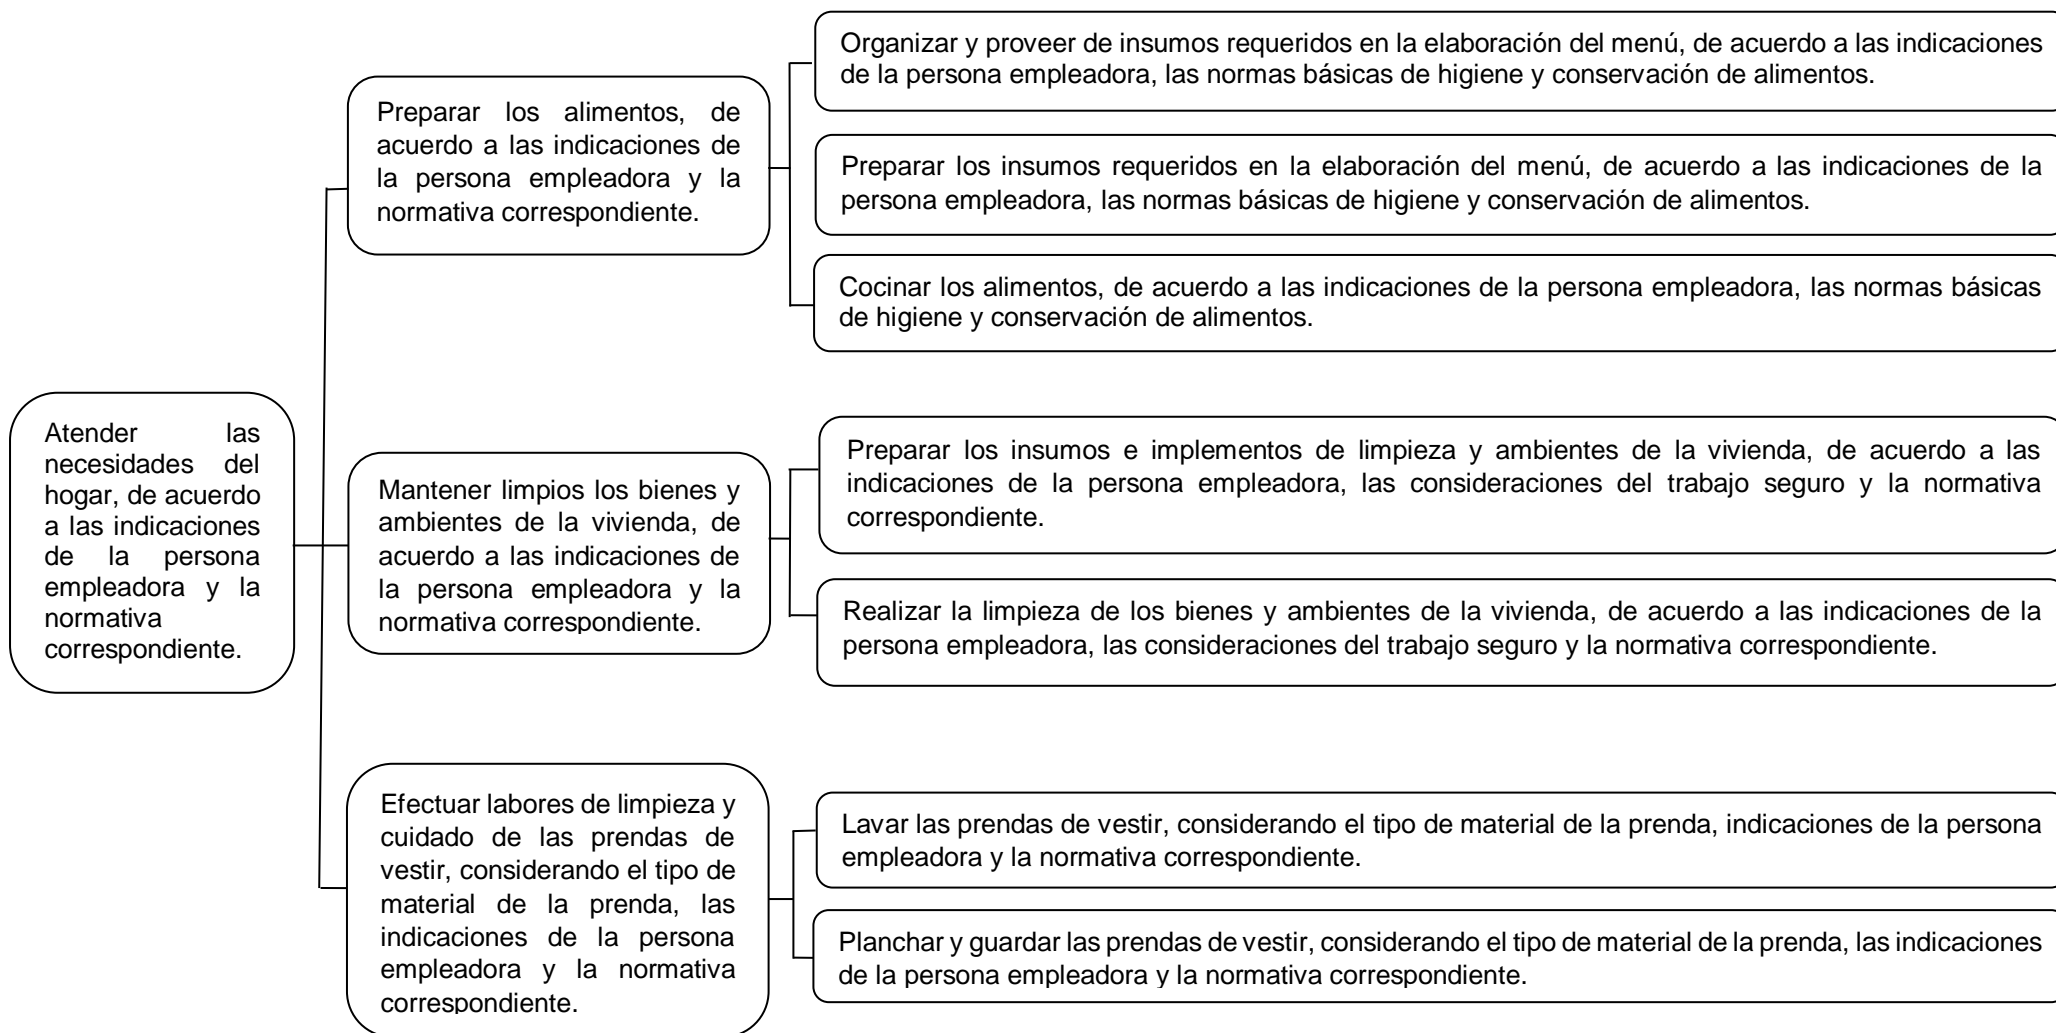 Atender las
necesidades del
hogar, de acuerdo
a las indicaciones
de la persona
empleadora y la
normativa
correspondiente.
Preparar los alimentos, de
acuerdo a las indicaciones de
la persona empleadora y la
normativa correspondiente.
Organizar y proveer de insumos requeridos en la elaboración del menú, de acuerdo a las indicaciones
de la persona empleadora, las normas básicas de higiene y conservación de alimentos.
Preparar los insumos requeridos en la elaboración del menú, de acuerdo a las indicaciones de la
persona empleadora, las normas básicas de higiene y conservación de alimentos.
Cocinar los alimentos, de acuerdo a las indicaciones de la persona empleadora, las normas básicas
de higiene y conservación de alimentos.
Mantener limpios los bienes y
ambientes de la vivienda, de
acuerdo a las indicaciones de
la persona empleadora y la
normativa correspondiente.
Preparar los insumos e implementos de limpieza y ambientes de la vivienda, de acuerdo a las
indicaciones de la persona empleadora, las consideraciones del trabajo seguro y la normativa
correspondiente.
Realizar la limpieza de los bienes y ambientes de la vivienda, de acuerdo a las indicaciones de la
persona empleadora, las consideraciones del trabajo seguro y la normativa correspondiente.
Efectuar labores de limpieza y
cuidado de las prendas de
vestir, considerando el tipo de
material de la prenda, las
indicaciones de la persona
empleadora y la normativa
correspondiente.
Lavar las prendas de vestir, considerando el tipo de material de la prenda, indicaciones de la persona
empleadora y la normativa correspondiente.
Planchar y guardar las prendas de vestir, considerando el tipo de material de la prenda, las indicaciones
de la persona empleadora y la normativa correspondiente.